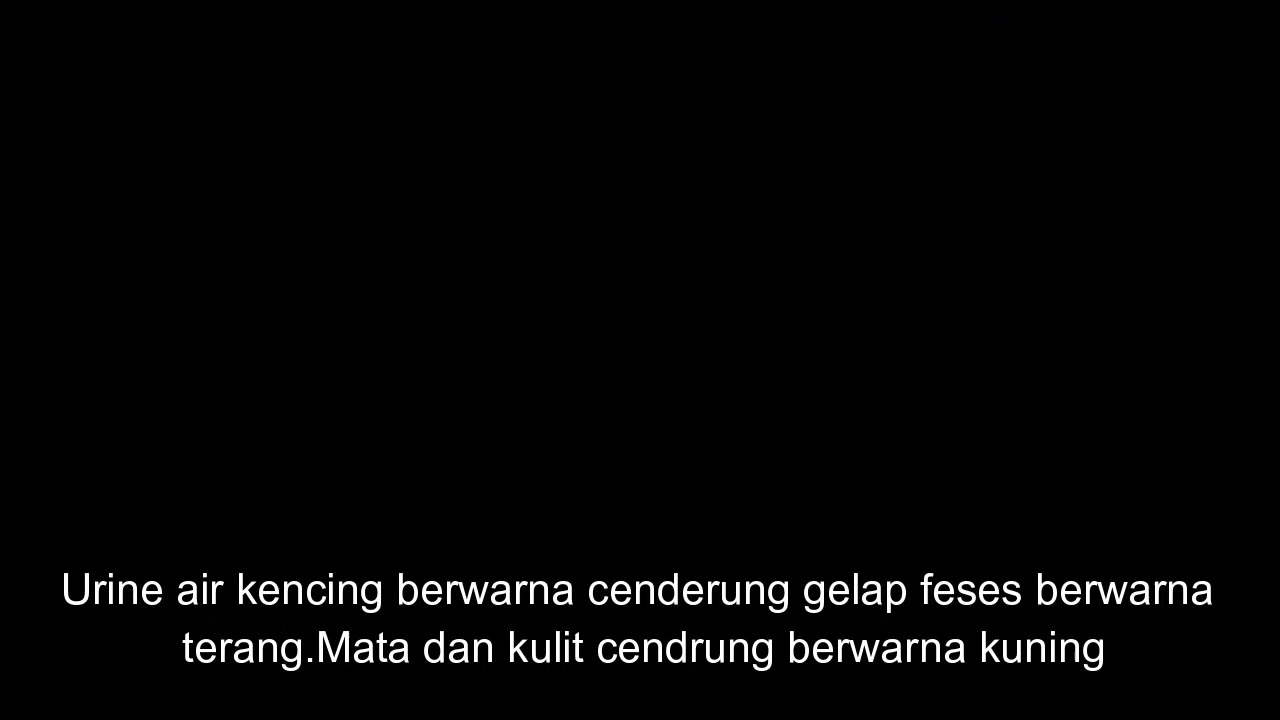 Urine air kencing berwarna cenderung gelap feses berwarna
terang.Mata dan kulit cendrung berwarna kuning